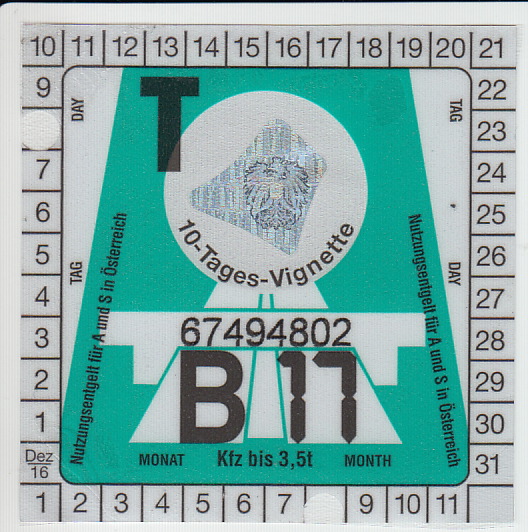 10 11 12 13 14 15 16 17 18 19 20 21
9 22
23
7 24
6 25
5 26
4 27
3 28
2 29
1 30
Dez
16 31
1 2 3 4 5 6 7 9 10 11
DAY
TAG
T
10-Tages-Vignette
TAG
DAY
Nutzungsentgelt für A und S in Österreich
Nutzungsentgelt für A und S in Österreich
67494802
B 17
MONAT Kfz bis 3,5t MONTH